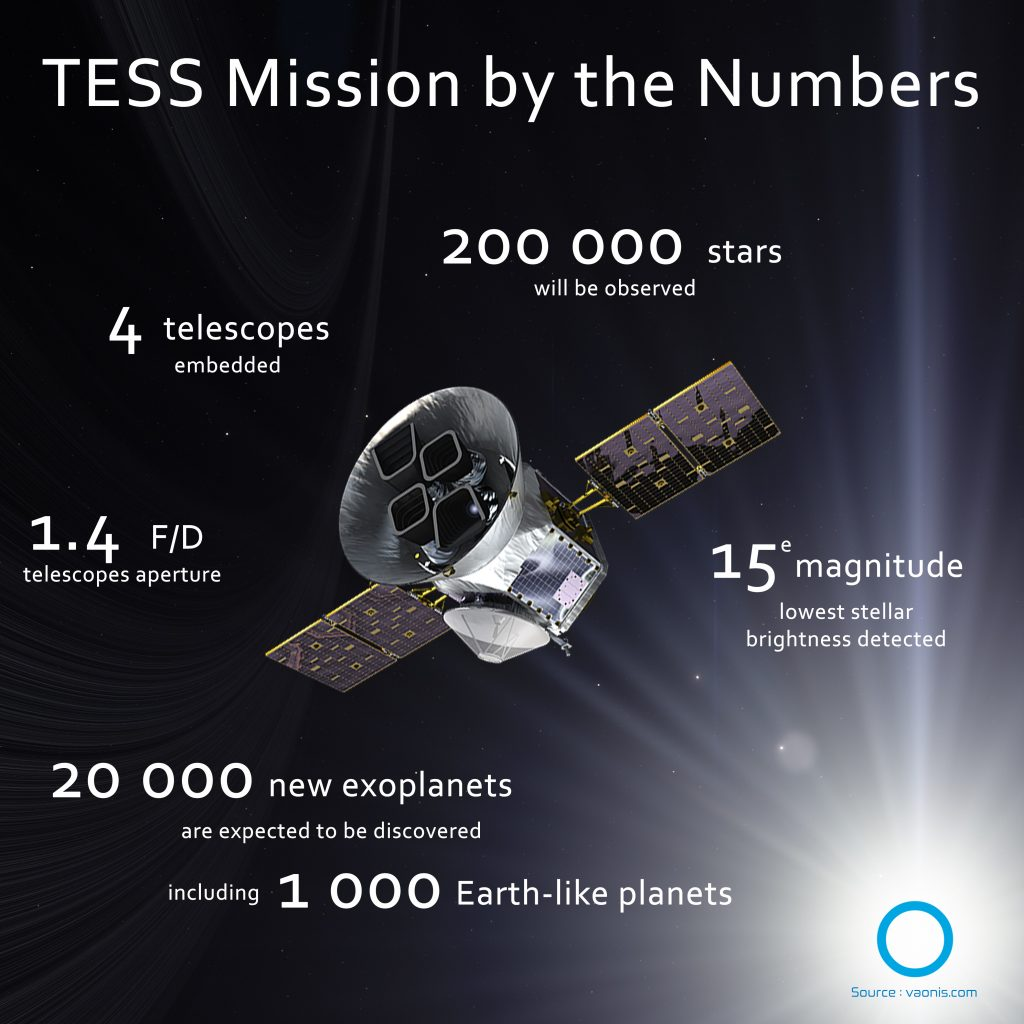 TESS Mission by the Numbers
200 000 stars
will be observed
4 telescopes
embedded
1.4 F/D
telescopes aperture
15e magnitude
lowest stellar
brightness detected
20 000 new exoplanets
are expected to be discovered
including 1 000 Earth-like planets
Source : vaonis.com